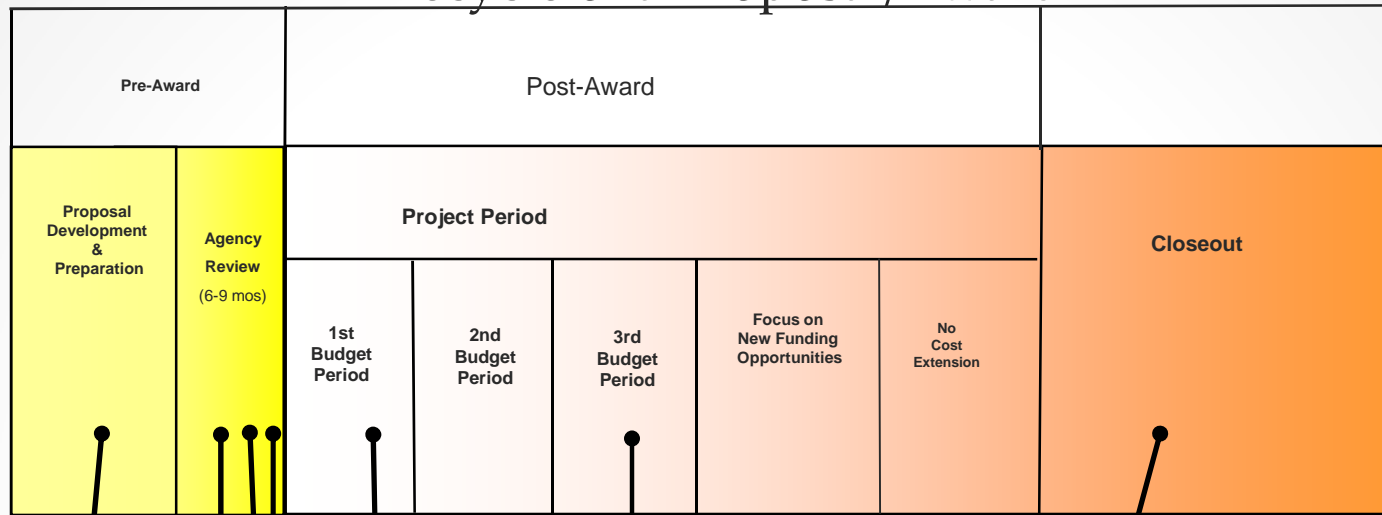 Pre-Award
Post-Award
Proposal
Development
&
Preparation
Agency
Review
(6-9 mos)
Project Period
Closeout
1st
Budget
Period
2nd
Budget
Period
3rd
Budget
Period
Focus on
New Funding
Opportunities
No
Cost
Extension